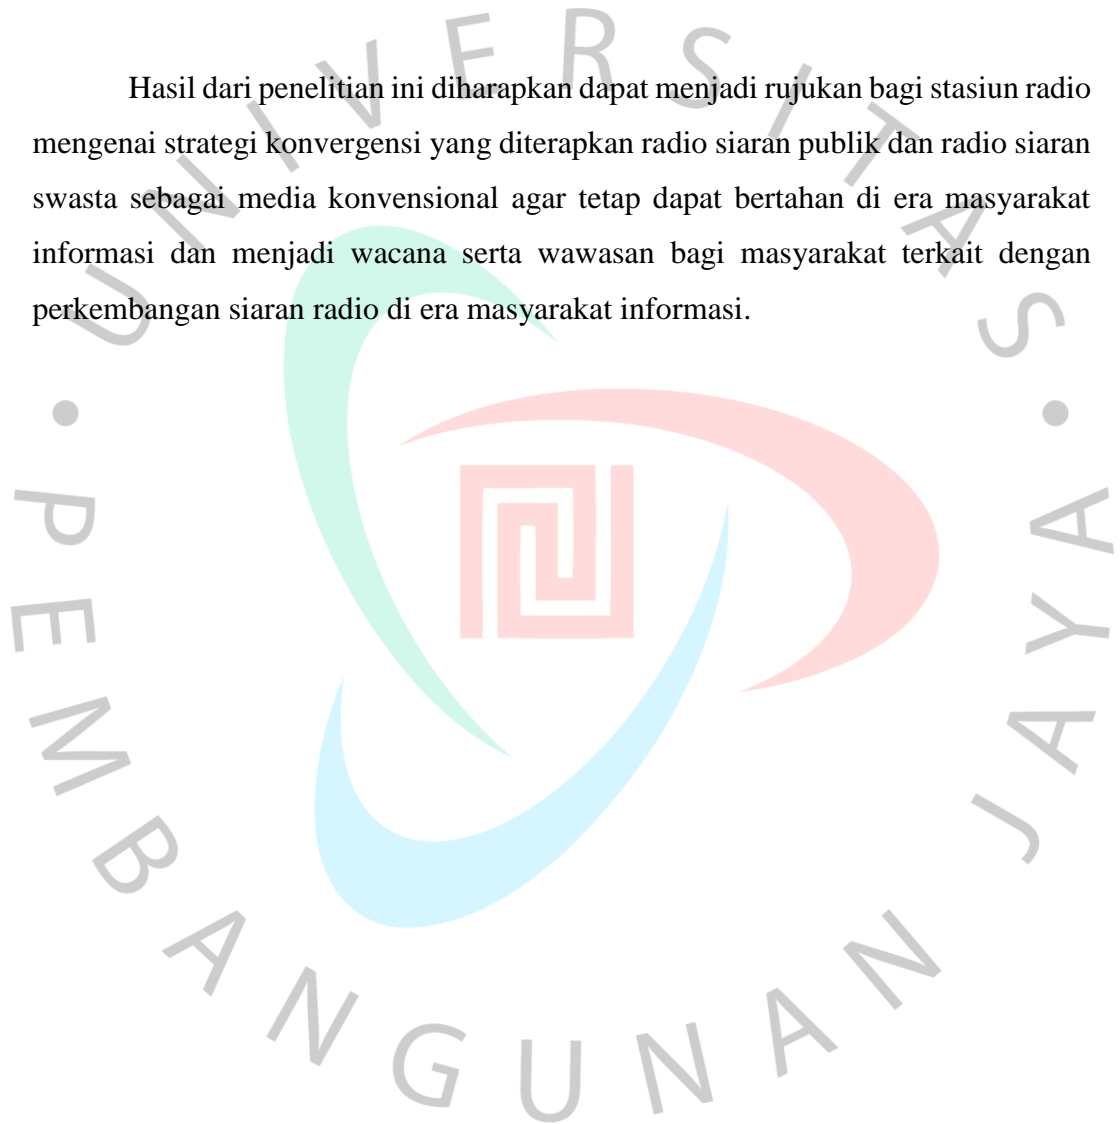 Hasil dari penelitian ini diharapkan dapat menjadi rujukan bagi stasiun radio
mengenai strategi konvergensi yang diterapkan radio siaran publik dan radio siaran
swasta sebagai media konvensional agar tetap dapat bertahan di era masyarakat
informasi dan menjadi wacana serta wawasan bagi masyarakat terkait dengan
perkembangan siaran radio di era masyarakat informasi.
UNIVERSITAS • PEMBANGUNAN JAYA •